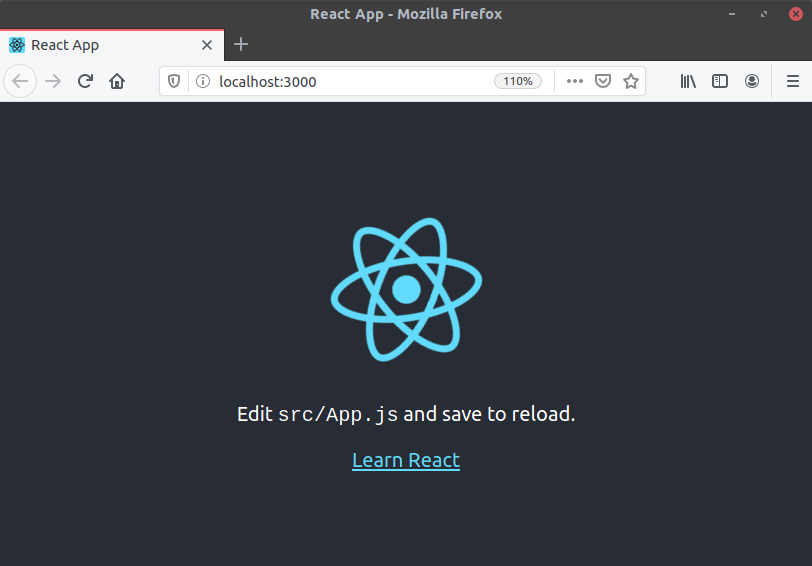 React App - Mozilla Firefox
React App
localhost:3000
110%
Edit src/App.js and save to reload.
Learn React